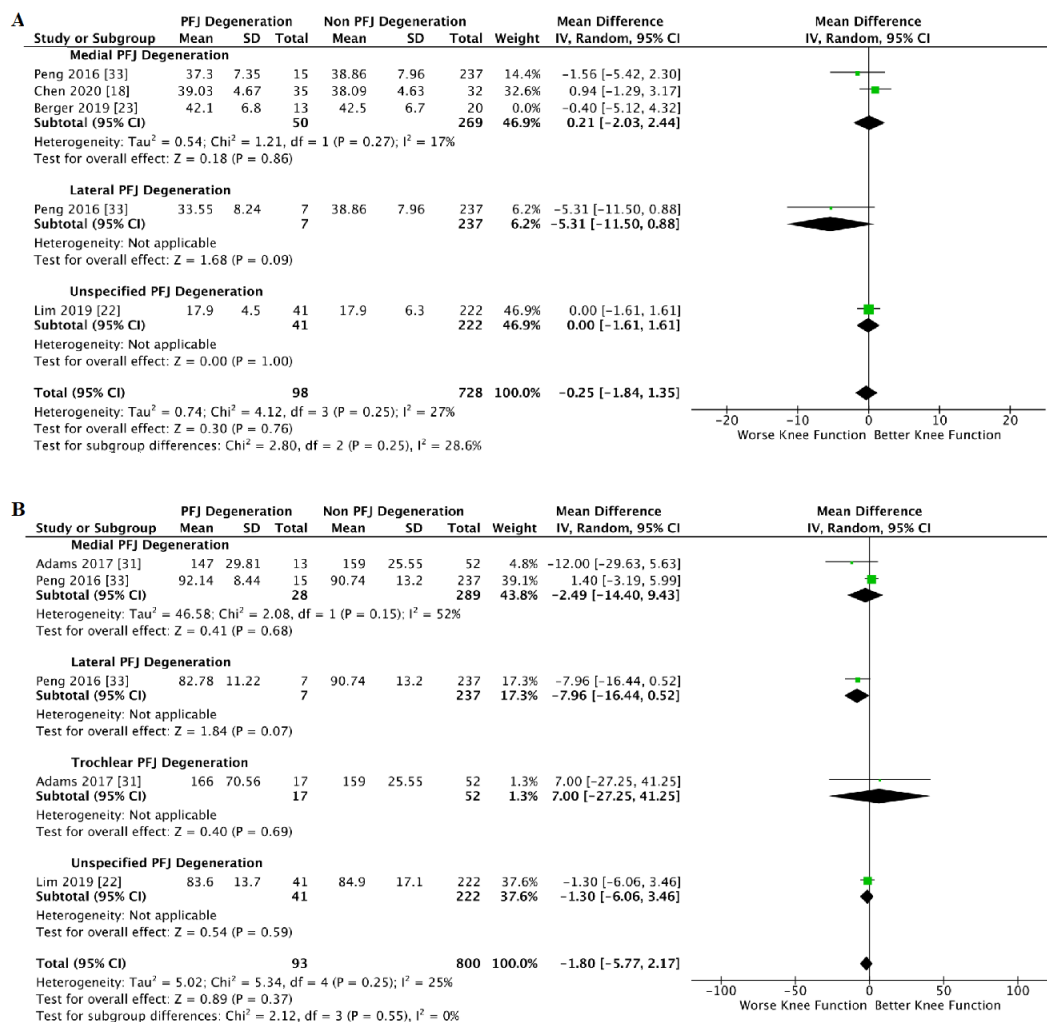 A
PFJ Degeneration Non PFJ Degeneration Mean Difference Mean Difference
Study or Subgroup Mean SD Total Mean SD Total Weight IV, Random, 95% CI IV, Random, 95% CI
Medial PFJ Degeneration
Peng 2016 [33] 37.3 7.35 15 38.86 7.96 237 14.4% −1.56 [−5.42, 2.30]
Chen 2020 [18] 39.03 4.67 35 38.09 4.63 32 32.6% 0.94 [−1.29, 3.17]
Berger 2019 [23] 42.1 6.8 13 42.5 6.7 20 0.0% −0.40 [−5.12, 4.32]
Subtotal (95% CI) 50 269 46.9% 0.21 [−2.03, 2.44]
Heterogeneity: Tau² = 0.54; Chi² = 1.21, df = 1 (P = 0.27); I² = 17%
Test for overall effect: Z = 0.18 (P = 0.86)
Lateral PFJ Degeneration
Peng 2016 [33] 33.55 8.24 7 38.86 7.96 237 6.2% −5.31 [−11.50, 0.88]
Subtotal (95% CI) 7 237 6.2% −5.31 [−11.50, 0.88]
Heterogeneity: Not applicable
Test for overall effect: Z = 1.68 (P = 0.09)
Unspecified PFJ Degeneration
Lim 2019 [22] 17.9 4.5 41 17.9 6.3 222 46.9% 0.00 [−1.61, 1.61]
Subtotal (95% CI) 41 222 46.9% 0.00 [−1.61, 1.61]
Heterogeneity: Not applicable
Test for overall effect: Z = 0.00 (P = 1.00)
Total (95% CI) 98 728 100.0% −0.25 [−1.84, 1.35]
Heterogeneity: Tau² = 0.74; Chi² = 4.12, df = 3 (P = 0.25); I² = 27%
Test for overall effect: Z = 0.30 (P = 0.76)
Test for subgroup differences: Chi² = 2.80, df = 2 (P = 0.25), I² = 28.6%
−20 −10 0 10 20
Worse Knee Function Better Knee Function
B
PFJ Degeneration Non PFJ Degeneration Mean Difference Mean Difference
Study or Subgroup Mean SD Total Mean SD Total Weight IV, Random, 95% CI IV, Random, 95% CI
Medial PFJ Degeneration
Adams 2017 [31] 147 29.81 13 159 25.55 52 4.8% −12.00 [−29.63, 5.63]
Peng 2016 [33] 92.14 8.44 15 90.74 13.2 237 39.1% 1.40 [−3.19, 5.99]
Subtotal (95% CI) 28 289 43.8% −2.49 [−14.40, 9.43]
Heterogeneity: Tau² = 46.58; Chi² = 2.08, df = 1 (P = 0.15); I² = 52%
Test for overall effect: Z = 0.41 (P = 0.68)
Lateral PFJ Degeneration
Peng 2016 [33] 82.78 11.22 7 90.74 13.2 237 17.3% −7.96 [−16.44, 0.52]
Subtotal (95% CI) 7 237 17.3% −7.96 [−16.44, 0.52]
Heterogeneity: Not applicable
Test for overall effect: Z = 1.84 (P = 0.07)
Trochlear PFJ Degeneration
Adams 2017 [31] 166 70.56 17 159 25.55 52 1.3% 7.00 [−27.25, 41.25]
Subtotal (95% CI) 17 52 1.3% 7.00 [−27.25, 41.25]
Heterogeneity: Not applicable
Test for overall effect: Z = 0.40 (P = 0.69)
Unspecified PFJ Degeneration
Lim 2019 [22] 83.6 13.7 41 84.9 17.1 222 37.6% −1.30 [−6.06, 3.46]
Subtotal (95% CI) 41 222 37.6% −1.30 [−6.06, 3.46]
Heterogeneity: Not applicable
Test for overall effect: Z = 0.54 (P = 0.59)
Total (95% CI) 93 800 100.0% −1.80 [−5.77, 2.17]
Heterogeneity: Tau² = 5.02; Chi² = 5.34, df = 4 (P = 0.25); I² = 25%
Test for overall effect: Z = 0.89 (P = 0.37)
Test for subgroup differences: Chi² = 2.12, df = 3 (P = 0.55), I² = 0%
−100 −50 0 50 100
Worse Knee Function Better Knee Function